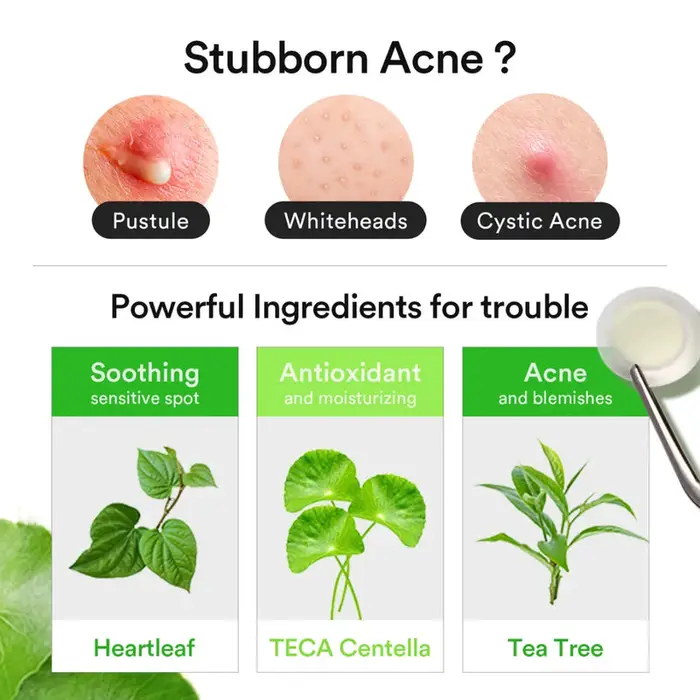 Stubborn Acne ?
Pustule
Whiteheads
Cystic Acne
Powerful Ingredients for trouble
Soothing
sensitive spot
Antioxidant
and moisturizing
Acne
and blemishes
Heartleaf
TECA Centella
Tea Tree